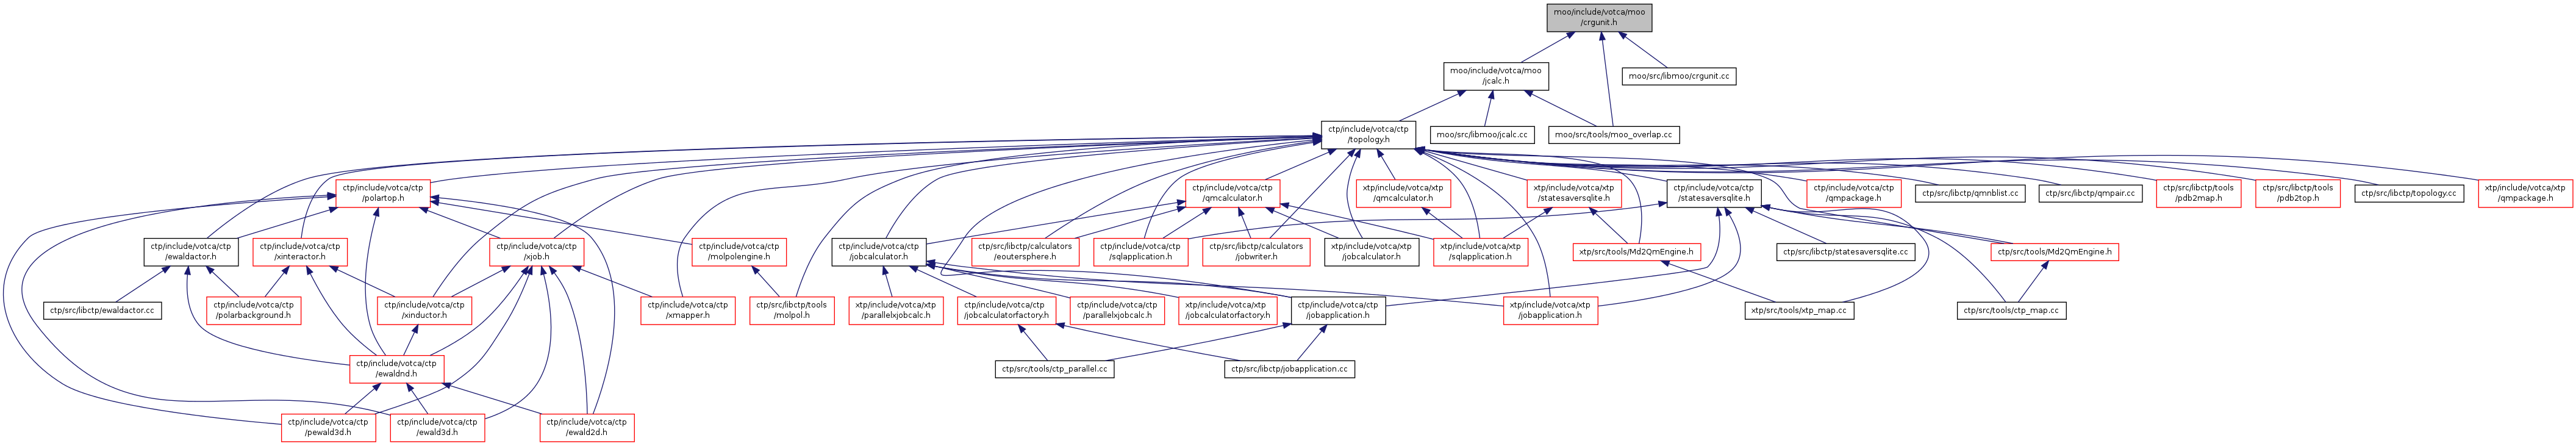 moo/include/votca/moo
/crgunit.h
moo/include/votca/moo
/jcalc.h
moo/src/libmoo/crgunit.cc
ctp/include/votca/ctp
/topology.h
moo/src/libmoo/jcalc.cc
moo/src/tools/moo_overlap.cc
ctp/include/votca/ctp
/polartop.h
ctp/include/votca/ctp
/qmcalculator.h
xtp/include/votca/xtp
/qmcalculator.h
xtp/include/votca/xtp
/statesaversqlite.h
ctp/include/votca/ctp
/statesaversqlite.h
ctp/include/votca/ctp
/qmpackage.h
ctp/src/libctp/qmnblist.cc
ctp/src/libctp/qmpair.cc
ctp/src/libctp/tools
/pdb2map.h
ctp/src/libctp/tools
/pdb2top.h
ctp/src/libctp/topology.cc
xtp/include/votca/xtp
/qmpackage.h
ctp/include/votca/ctp
/ewaldactor.h
ctp/include/votca/ctp
/xinteractor.h
ctp/include/votca/ctp
/xjob.h
ctp/include/votca/ctp
/molpolengine.h
ctp/include/votca/ctp
/jobcalculator.h
ctp/src/libctp/calculators
/eoutersphere.h
ctp/include/votca/ctp
/sqlapplication.h
ctp/src/libctp/calculators
/jobwriter.h
xtp/include/votca/xtp
/jobcalculator.h
xtp/include/votca/xtp
/sqlapplication.h
xtp/src/tools/Md2QmEngine.h
ctp/src/libctp/statesaversqlite.cc
ctp/src/tools/Md2QmEngine.h
ctp/src/libctp/ewaldactor.cc
ctp/include/votca/ctp
/polarbackground.h
ctp/include/votca/ctp
/xinductor.h
ctp/include/votca/ctp
/xmapper.h
ctp/src/libctp/tools
/molpol.h
xtp/include/votca/xtp
/parallelxjobcalc.h
ctp/include/votca/ctp
/jobcalculatorfactory.h
ctp/include/votca/ctp
/parallelxjobcalc.h
xtp/include/votca/xtp
/jobcalculatorfactory.h
ctp/include/votca/ctp
/jobapplication.h
xtp/include/votca/xtp
/jobapplication.h
xtp/src/tools/xtp_map.cc
ctp/src/tools/ctp_map.cc
ctp/include/votca/ctp
/ewaldnd.h
ctp/src/tools/ctp_parallel.cc
ctp/src/libctp/jobapplication.cc
ctp/include/votca/ctp
/pewald3d.h
ctp/include/votca/ctp
/ewald3d.h
ctp/include/votca/ctp
/ewald2d.h